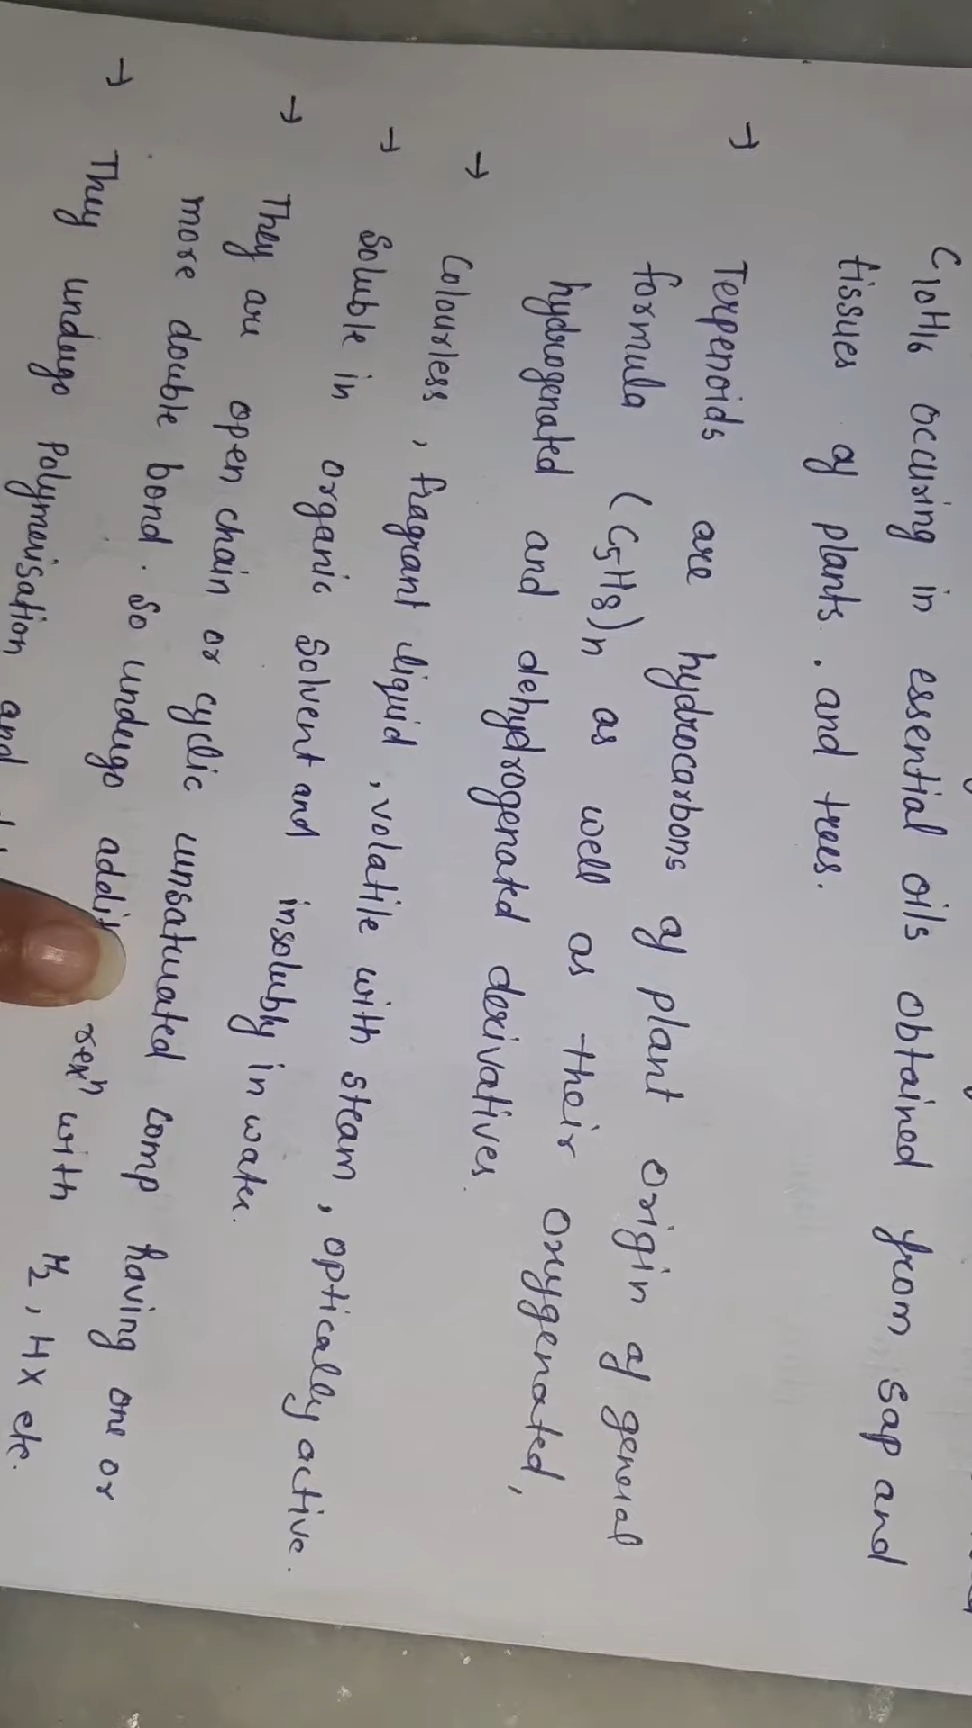 C10H16 occuring in essential oils obtained from sap and
tissues of plants . and trees.
→ Terpenoids are hydrocarbons of plant origin of general
formula (C5H8)n as well as their oxygenated,
hydrogenated and dehydrogenated derivatives.
→ Colourless, fragrant liquid, volatile with steam, optically active.
→ Soluble in organic solvent and insolubly in water.
→ They are open chain or cyclic unsaturated comp having one or
more double bond. So undergo addit rexⁿ with H2, HX etc.
→ They undergo Polymerisation and